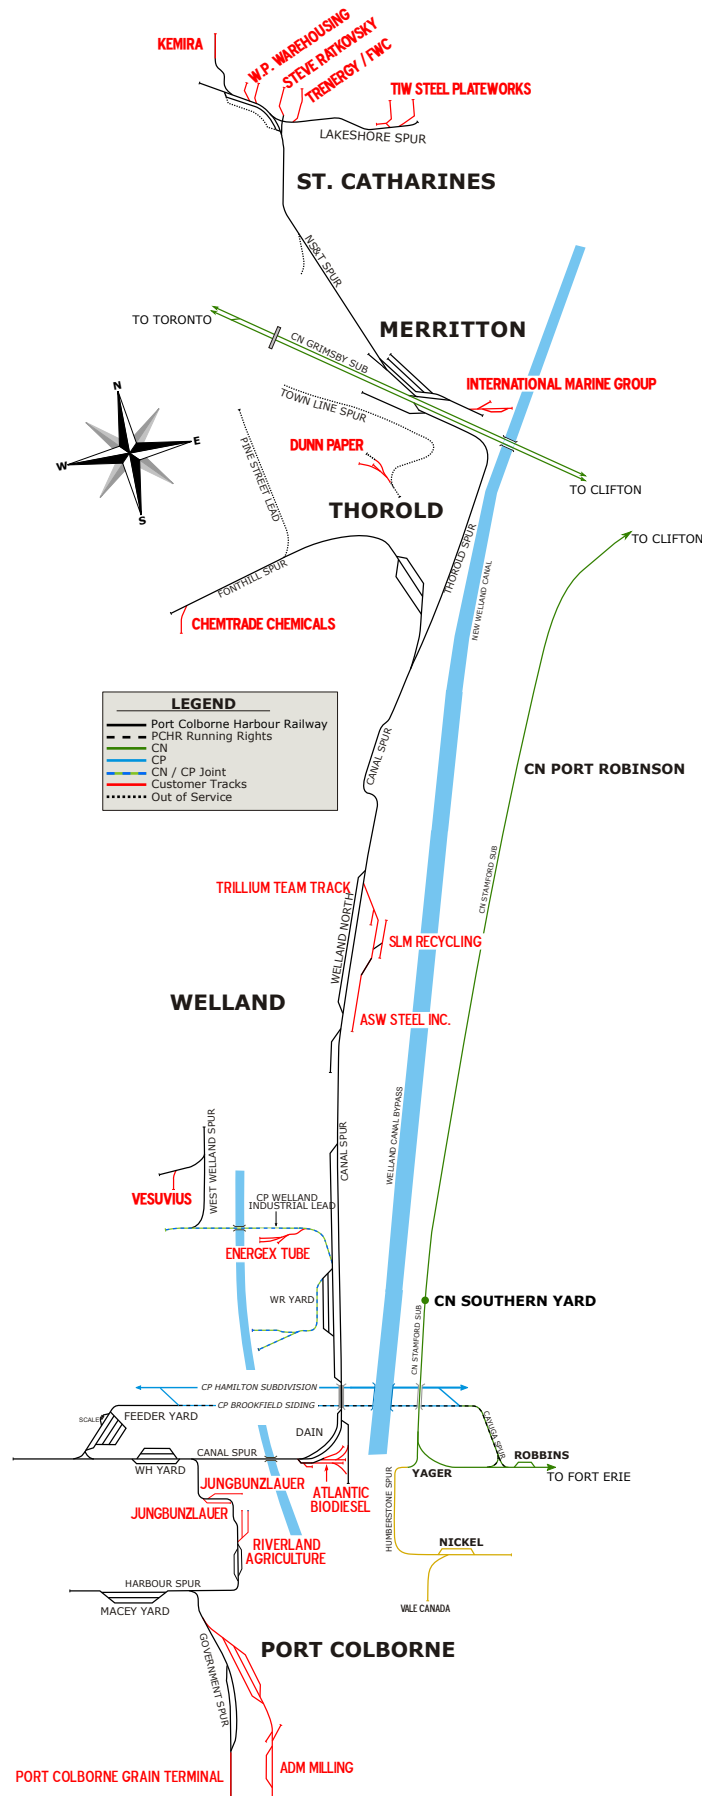 KEMIRA
W.P. WAREHOUSING
STEVE RATKOVSKY
TRENERGY / FWC
TIW STEEL PLATEWORKS
LAKESHORE SPUR
ST. CATHARINES
NS&T SPUR
MERRITTON
TO TORONTO
CN GRIMSBY SUB
INTERNATIONAL MARINE GROUP
TOWN LINE SPUR
PINE STREET LEAD
DUNN PAPER
TO CLIFTON
THOROLD
TO CLIFTON
N
E
W
S
THOROLD SPUR
NEW WELLAND CANAL
FONTHILL SPUR
CHEMTRADE CHEMICALS
LEGEND
Port Colborne Harbour Railway
PCHR Running Rights
CN
CP
CN / CP Joint
Customer Tracks
Out of Service
CANAL SPUR
CN PORT ROBINSON
CN STAMFORD SUB
TRILLIUM TEAM TRACK
WELLAND NORTH
SLM RECYCLING
WELLAND
ASW STEEL INC.
WELLAND CANAL BYPASS
WEST WELLAND SPUR
CANAL SPUR
VESUVIUS
CP WELLAND
INDUSTRIAL LEAD
ENERGEX TUBE
WR YARD
CN SOUTHERN YARD
CN STAMFORD SUB
CP HAMILTON SUBDIVISION
CP BROOKFIELD SIDING
SCALE
FEEDER YARD
DAIN
CAYUGA SPUR
CANAL SPUR
WH YARD
ROBBINS
YAGER
TO FORT ERIE
JUNGBUNZLAUER
ATLANTIC
BIODIESEL
JUNGBUNZLAUER
HUMBERSTONE SPUR
RIVERLAND
AGRICULTURE
NICKEL
HARBOUR SPUR
MACEY YARD
VALE CANADA
GOVERNMENT SPUR
PORT COLBORNE
PORT COLBORNE GRAIN TERMINAL
ADM MILLING